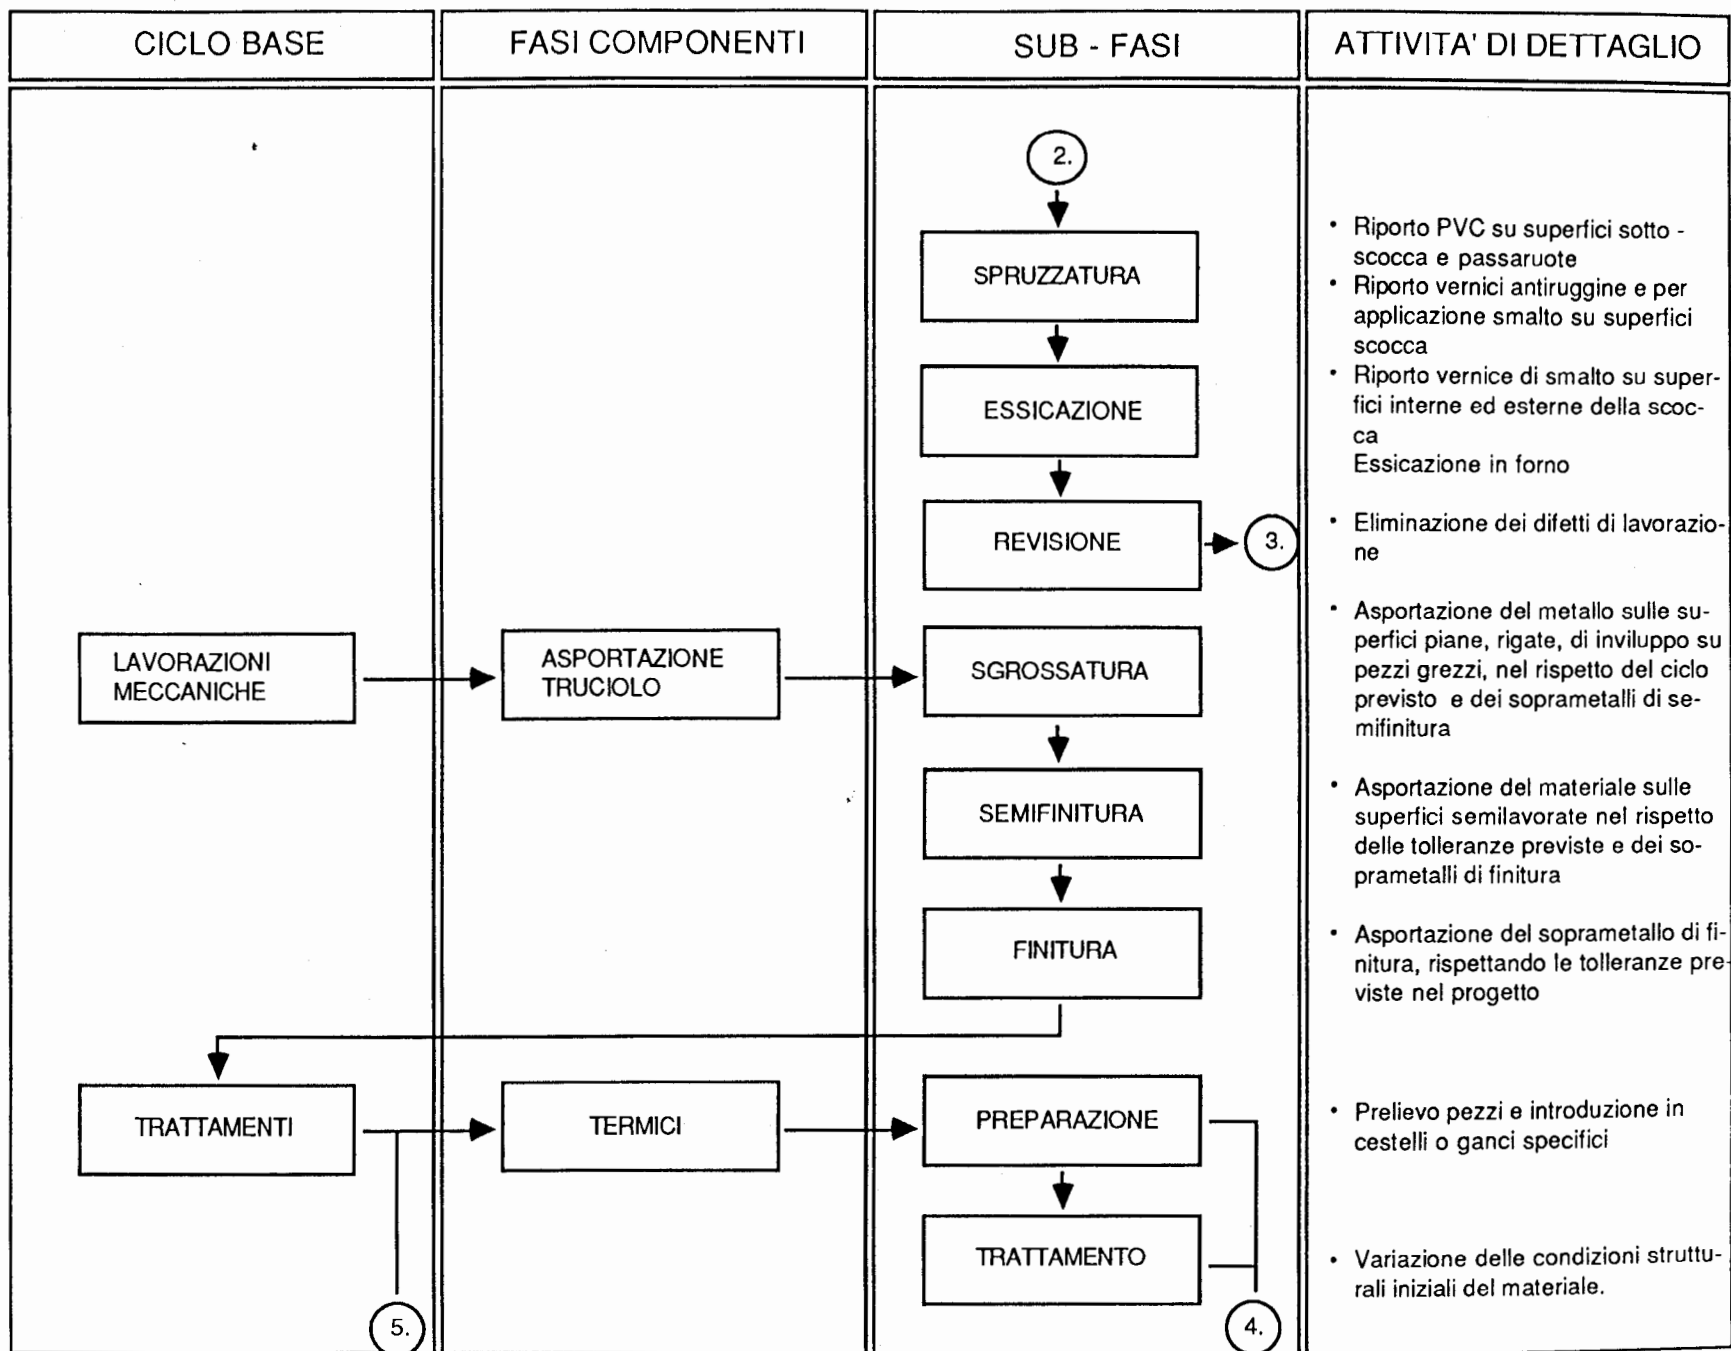 CICLO BASE
FASI COMPONENTI
SUB - FASI
ATTIVITA' DI DETTAGLIO
2.
SPRUZZATURA
• Riporto PVC su superfici sotto -
scocca e passaruote
• Riporto vernici antiruggine e per
applicazione smalto su superfici
scocca
ESSICAZIONE
• Riporto vernice di smalto su super-
fici interne ed esterne della scoc-
ca
Essicazione in forno
REVISIONE
3.
• Eliminazione dei difetti di lavorazio-
ne
LAVORAZIONI
MECCANICHE
ASPORTAZIONE
TRUCIOLO
SGROSSATURA
• Asportazione del metallo sulle su-
perfici piane, rigate, di inviluppo su
pezzi grezzi, nel rispetto del ciclo
previsto e dei soprametalli di se-
mifinitura
SEMIFINITURA
• Asportazione del materiale sulle
superfici semilavorate nel rispetto
delle tolleranze previste e dei so-
prametalli di finitura
FINITURA
• Asportazione del soprametallo di fi-
nitura, rispettando le tolleranze pre-
viste nel progetto
TRATTAMENTI
TERMICI
PREPARAZIONE
• Prelievo pezzi e introduzione in
cestelli o ganci specifici
TRATTAMENTO
• Variazione delle condizioni struttu-
rali iniziali del materiale.
5.
4.